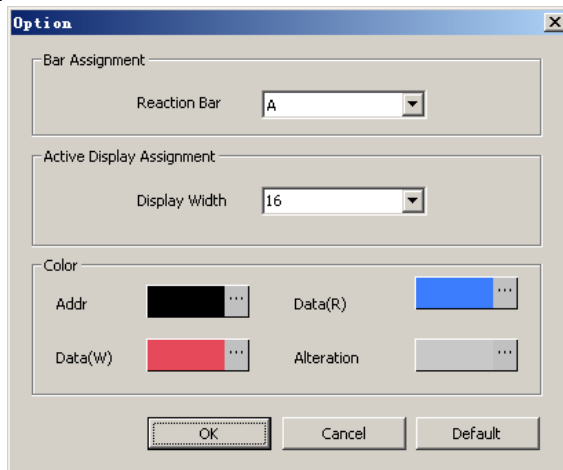 Option
Bar Assignment
Reaction Bar A
Active Display Assignment
Display Width 16
Color
Addr ... Data(R) ...
Data(W) ... Alteration ...
OK Cancel Default